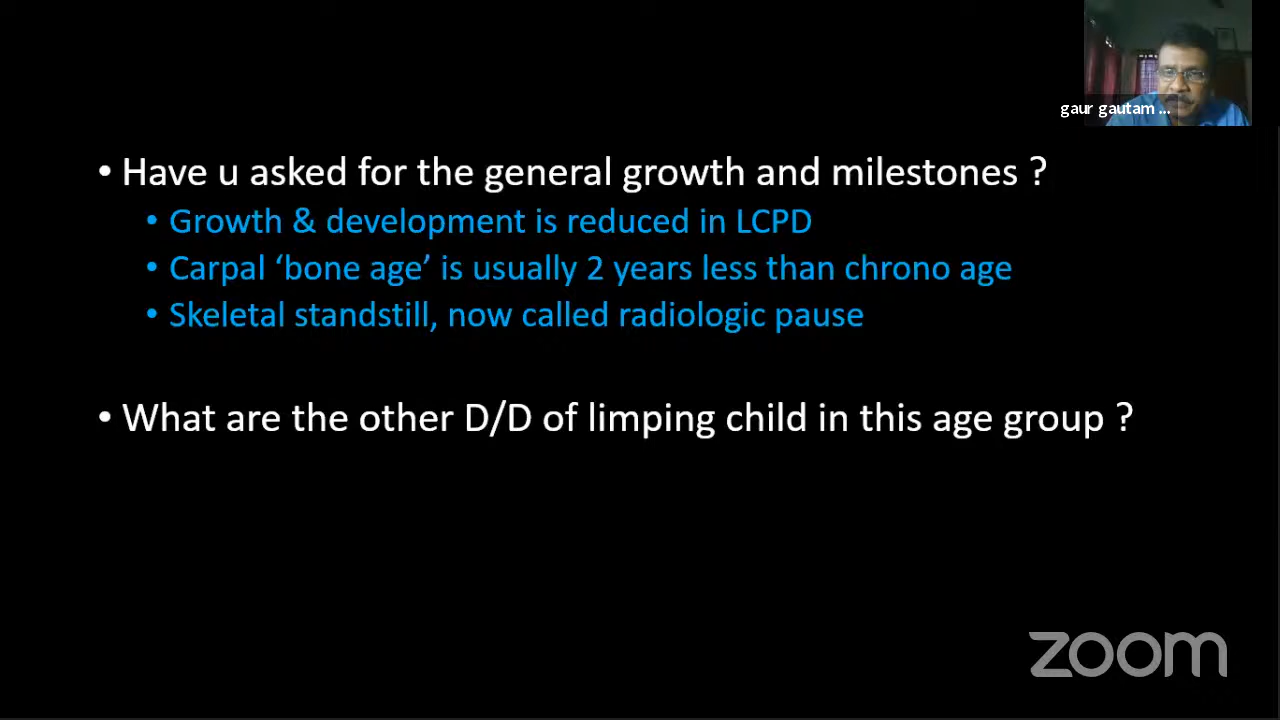 gaur gautam ...
• Have u asked for the general growth and milestones ?
• Growth & development is reduced in LCPD
• Carpal ‘bone age’ is usually 2 years less than chrono age
• Skeletal standstill, now called radiologic pause
• What are the other D/D of limping child in this age group ?
zoom